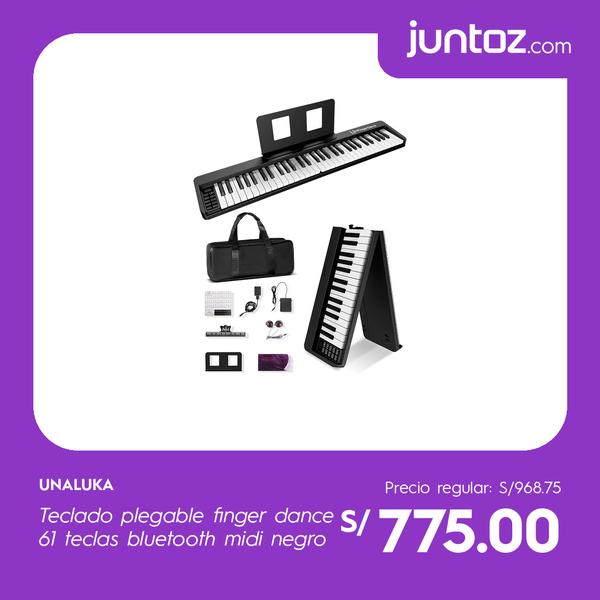 juntoz.com
UNALUKA
Teclado plegable finger dance
61 teclas bluetooth midi negro
Precio regular: S/968.75
S/775.00